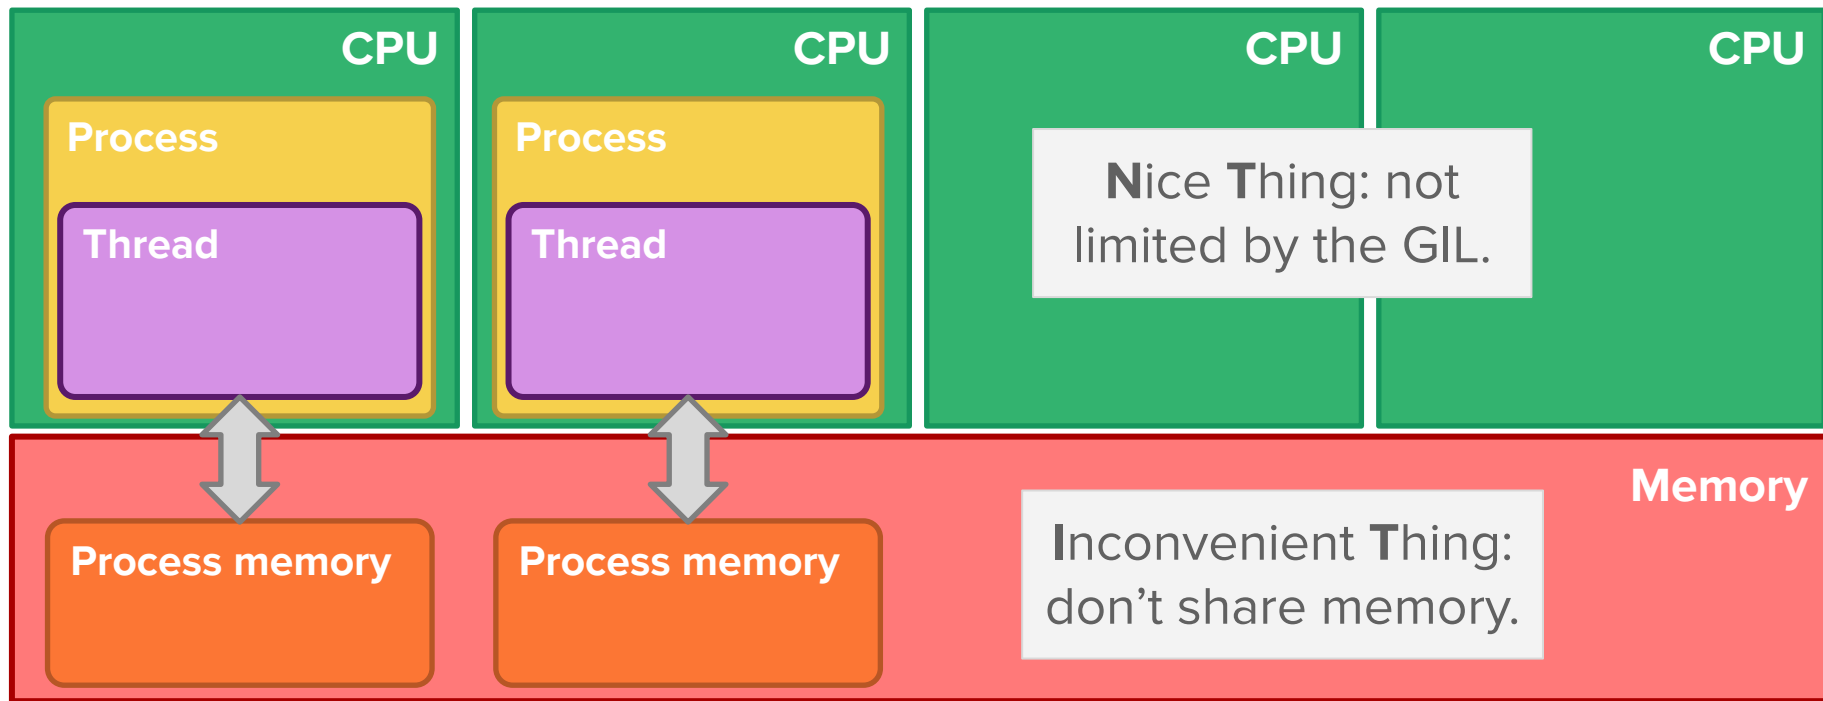 CPU
CPU
CPU
CPU
Process
Process
Thread
Thread
Nice Thing: not
limited by the GIL.
Memory
Process memory
Process memory
Inconvenient Thing:
don’t share memory.